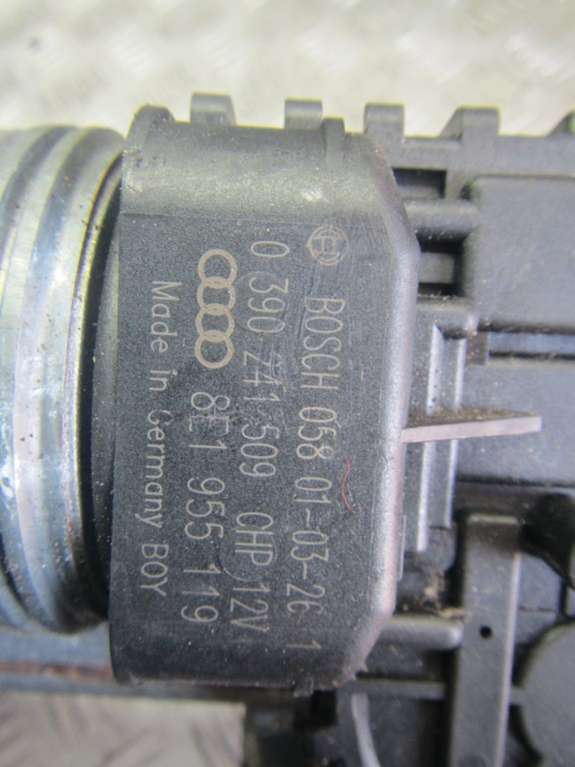 BOSCH 058 01-03-26 1
0 390 241 509 CHP 12V
8E1 955 119
Made in Germany BOY